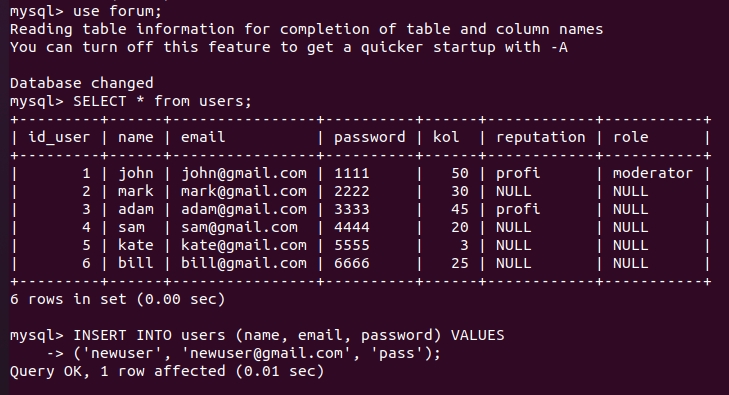 mysql> use forum;
Reading table information for completion of table and column names
You can turn off this feature to get a quicker startup with -A

Database changed
mysql> SELECT * from users;
+---------+------+----------------+----------+------+------------+-----------+
| id_user | name | email          | password | kol  | reputation | role      |
+---------+------+----------------+----------+------+------------+-----------+
|       1 | john | john@gmail.com | 1111     |   50 | profi      | moderator |
|       2 | mark | mark@gmail.com | 2222     |   30 | NULL       | NULL      |
|       3 | adam | adam@gmail.com | 3333     |   45 | profi      | NULL      |
|       4 | sam  | sam@gmail.com  | 4444     |   20 | NULL       | NULL      |
|       5 | kate | kate@gmail.com | 5555     |    3 | NULL       | NULL      |
|       6 | bill | bill@gmail.com | 6666     |   25 | NULL       | NULL      |
+---------+------+----------------+----------+------+------------+-----------+
6 rows in set (0.00 sec)

mysql> INSERT INTO users (name, email, password) VALUES
    -> ('newuser', 'newuser@gmail.com', 'pass');
Query OK, 1 row affected (0.01 sec)